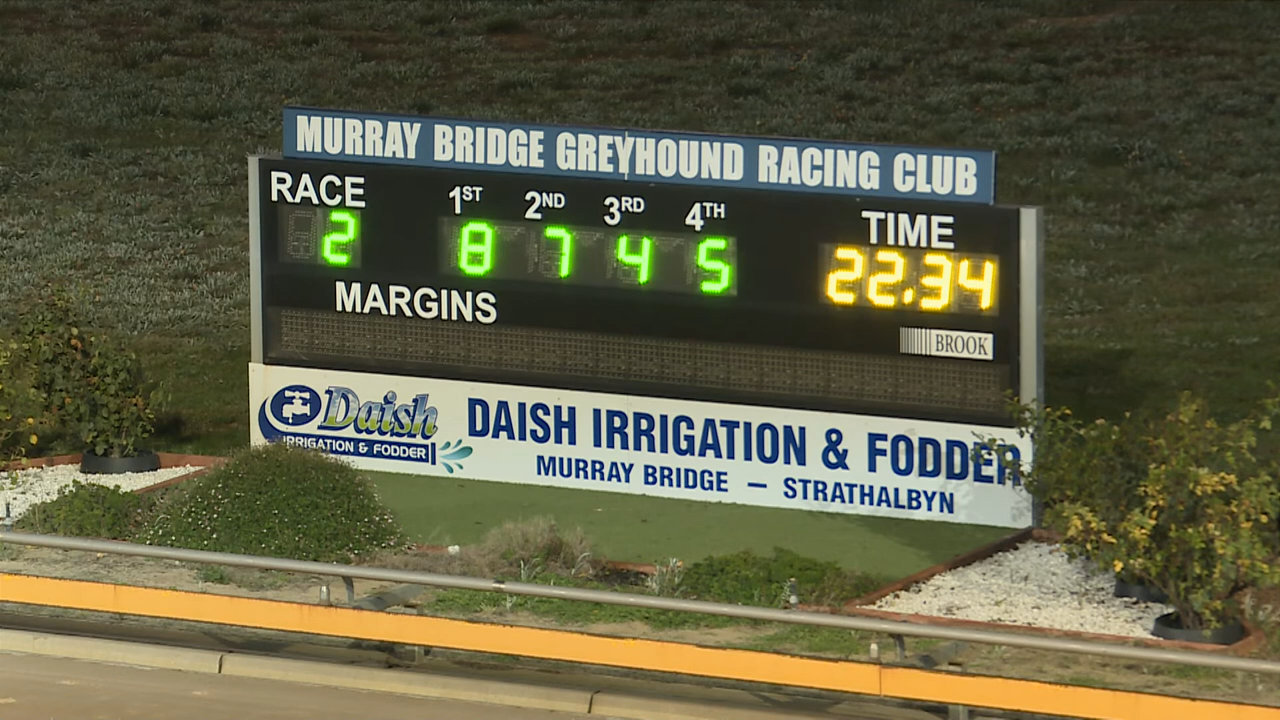 MURRAY BRIDGE GREYHOUND RACING CLUB
RACE 1ST 2ND 3RD 4TH TIME
2 8 7 4 5 22.34
MARGINS
BROOK
Daish
IRRIGATION & FODDER
DAISH IRRIGATION & FODDER
MURRAY BRIDGE — STRATHALBYN